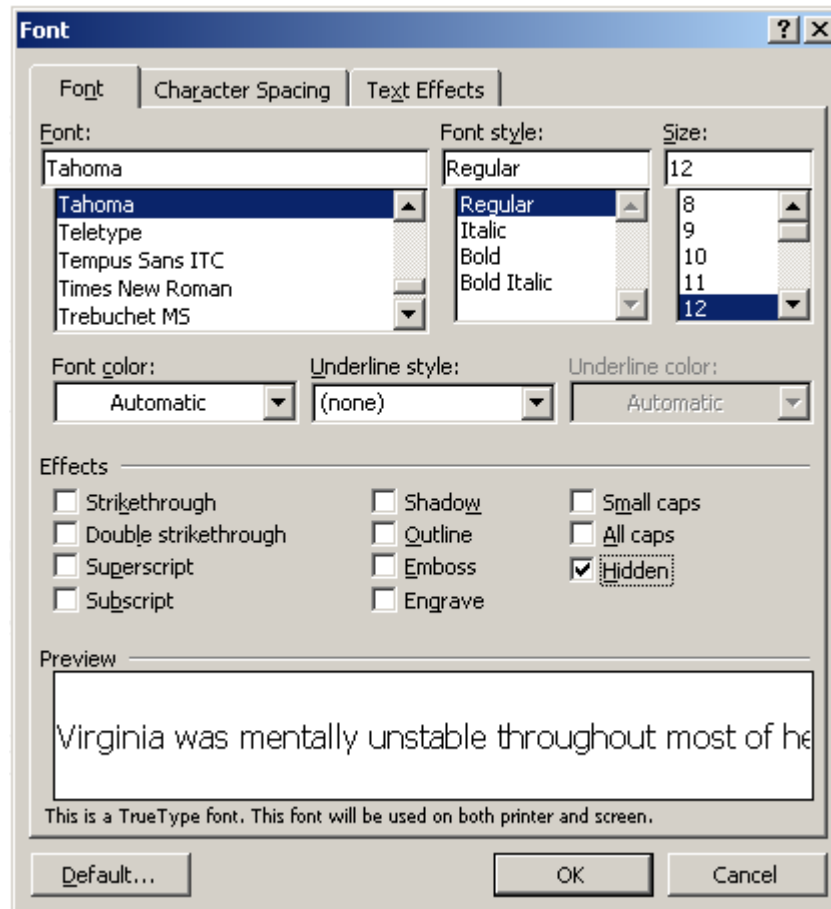 Font
Font Character Spacing Text Effects
Font: Font style: Size:
Tahoma Regular 12
Tahoma Regular 8
Teletype Italic 9
Tempus Sans ITC Bold 10
Times New Roman Bold Italic 11
Trebuchet MS 12
Font color: Underline style: Underline color:
Automatic (none) Automatic
Effects
Strikethrough Shadow Small caps
Double strikethrough Outline All caps
Superscript Emboss Hidden
Subscript Engrave
Preview
Virginia was mentally unstable throughout most of he
This is a TrueType font. This font will be used on both printer and screen.
Default... OK Cancel